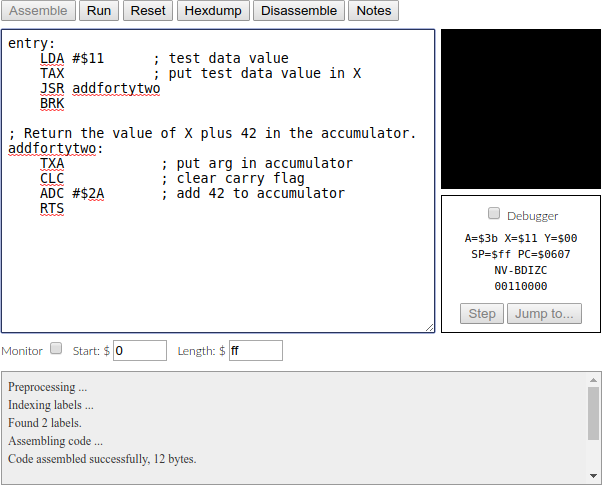 Assemble Run Reset Hexdump Disassemble Notes
entry:
    LDA #$11      ; test data value
    TAX           ; put test data value in X
    JSR addfortytwo
    BRK
; Return the value of X plus 42 in the accumulator.
addfortytwo:
    TXA            ; put arg in accumulator
    CLC            ; clear carry flag
    ADC #$2A       ; add 42 to accumulator
    RTS
Debugger
A=$3b X=$11 Y=$00
SP=$ff PC=$0607
NV-BDIZC
00110000
Step Jump to...
Monitor Start: $ 0 Length: $ ff
Preprocessing ...
Indexing labels ...
Found 2 labels.
Assembling code ...
Code assembled successfully, 12 bytes.